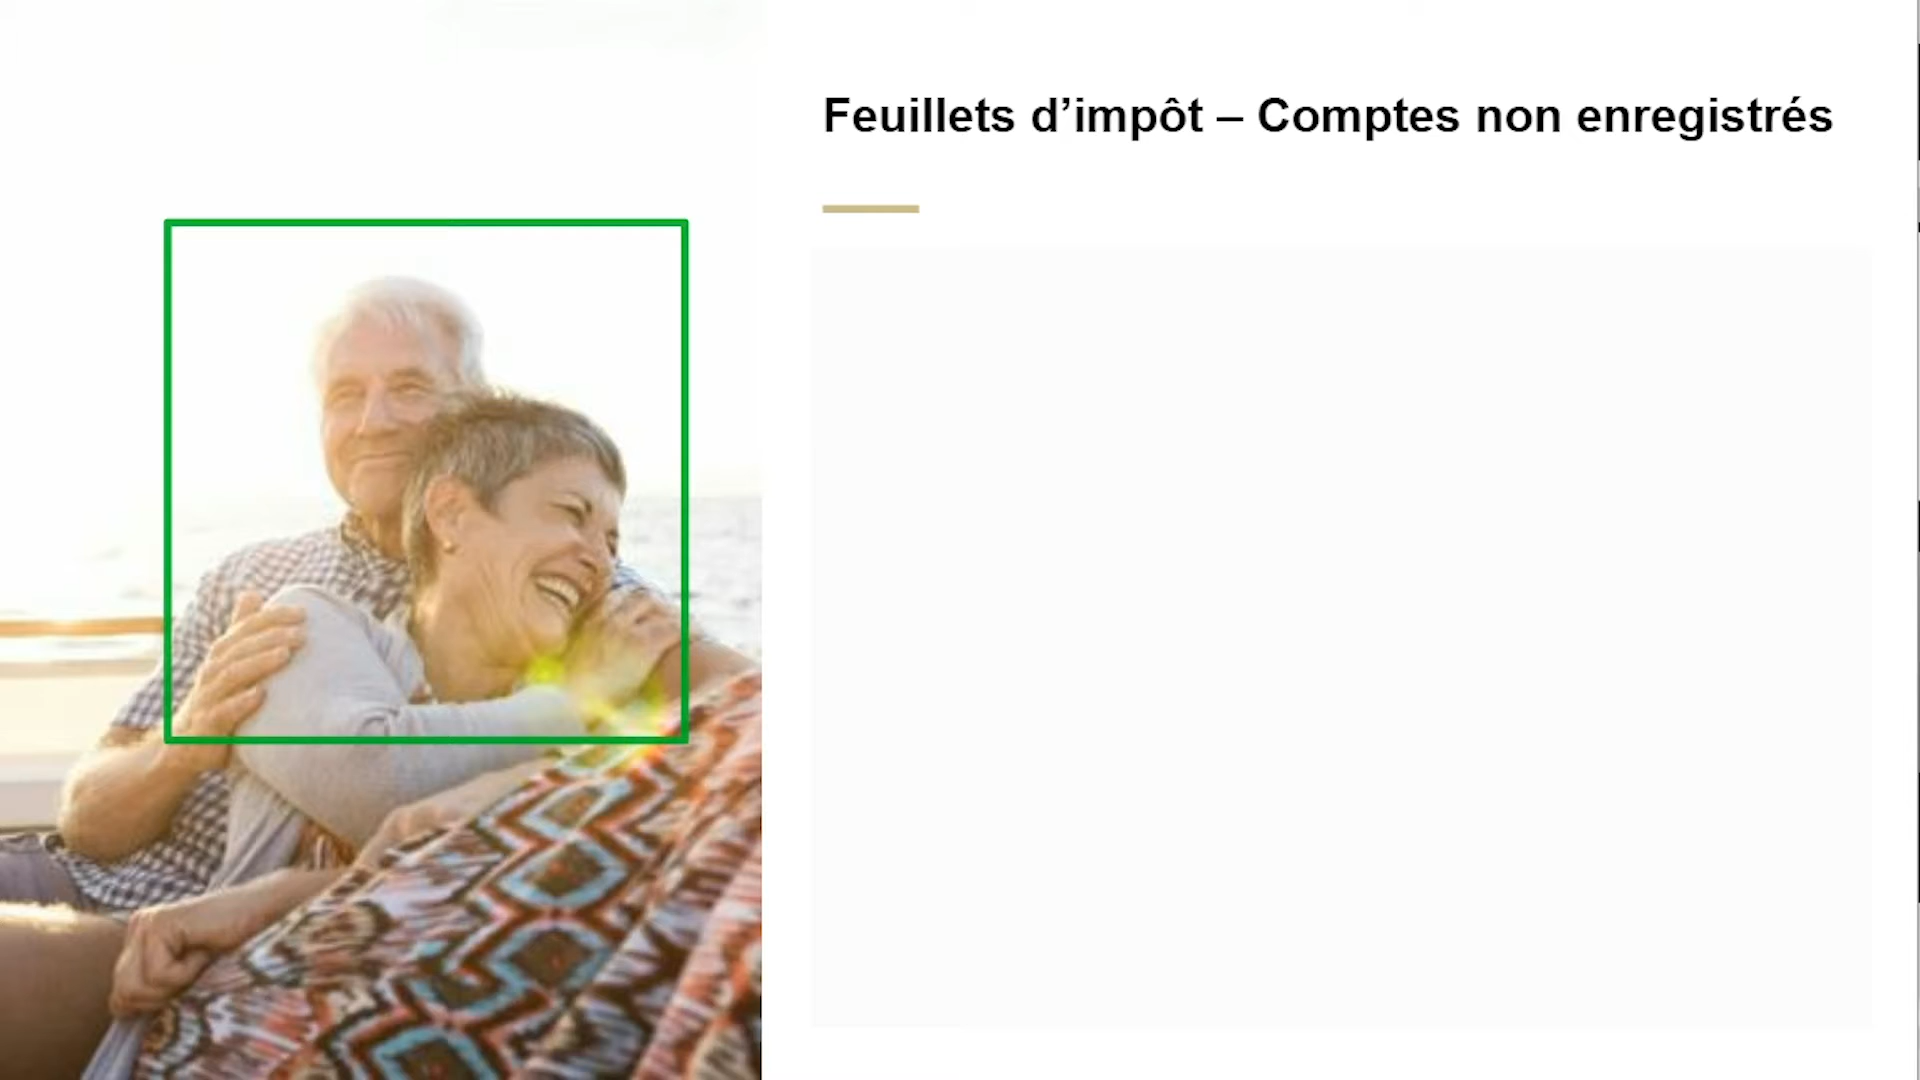 Feuillets d’impôt – Comptes non enregistrés